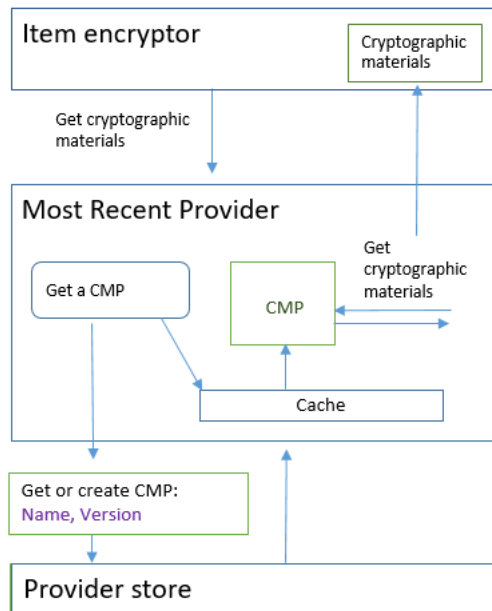 Item encryptor
Cryptographic
materials
Get cryptographic
materials
Most Recent Provider
Get
cryptographic
materials
Get a CMP
CMP
Cache
Get or create CMP:
Name, Version
Provider store